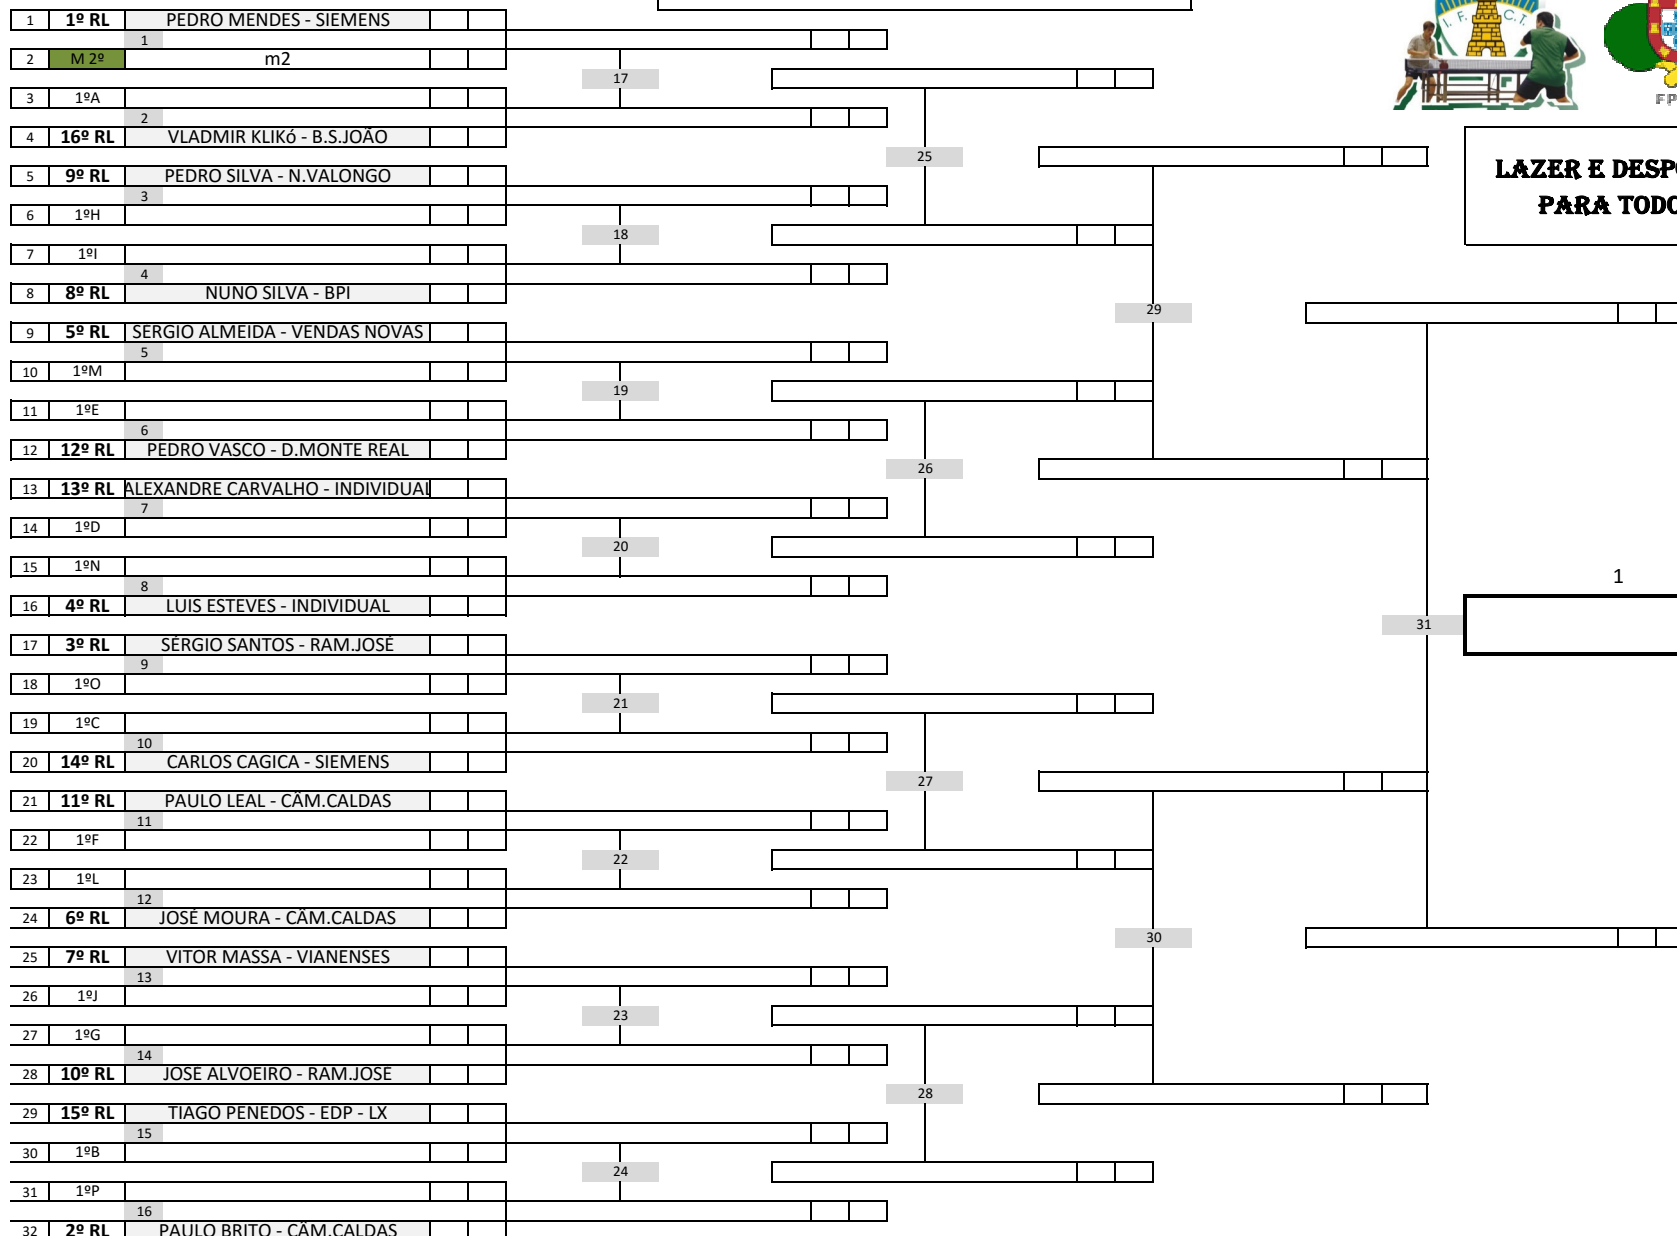 1 1º RL PEDRO MENDES - SIEMENS
1
2 M 2º m2
17
3 1ºA
2
4 16º RL VLADMIR KLIKó - B.S.JOÃO
25
5 9º RL PEDRO SILVA - N.VALONGO
3
6 1ºH
18
7 1ºI
4
8 8º RL NUNO SILVA - BPI
29
9 5º RL SÉRGIO ALMEIDA - VENDAS NOVAS
5
10 1ºM
19
11 1ºE
6
12 12º RL PEDRO VASCO - D.MONTE REAL
26
13 13º RL ALEXANDRE CARVALHO - INDIVIDUAL
7
14 1ºD
20
15 1ºN
8
16 4º RL LUIS ESTEVES - INDIVIDUAL
31
17 3º RL SÉRGIO SANTOS - RAM.JOSÉ
9
18 1ºO
21
19 1ºC
10
20 14º RL CARLOS CAGICA - SIEMENS
27
21 11º RL PAULO LEAL - CÂM.CALDAS
11
22 1ºF
22
23 1ºL
12
24 6º RL JOSÉ MOURA - CÂM.CALDAS
30
25 7º RL VITOR MASSA - VIANENSES
13
26 1ºJ
23
27 1ºG
14
28 10º RL JOSÉ ALVOEIRO - RAM.JOSÉ
28
29 15º RL TIAGO PENEDOS - EDP - LX
15
30 1ºB
24
31 1ºP
16
32 2º RL PAULO BRITO - CÂM.CALDAS
I. F. C.T.
FP
LAZER E DESPO
PARA TODO
1